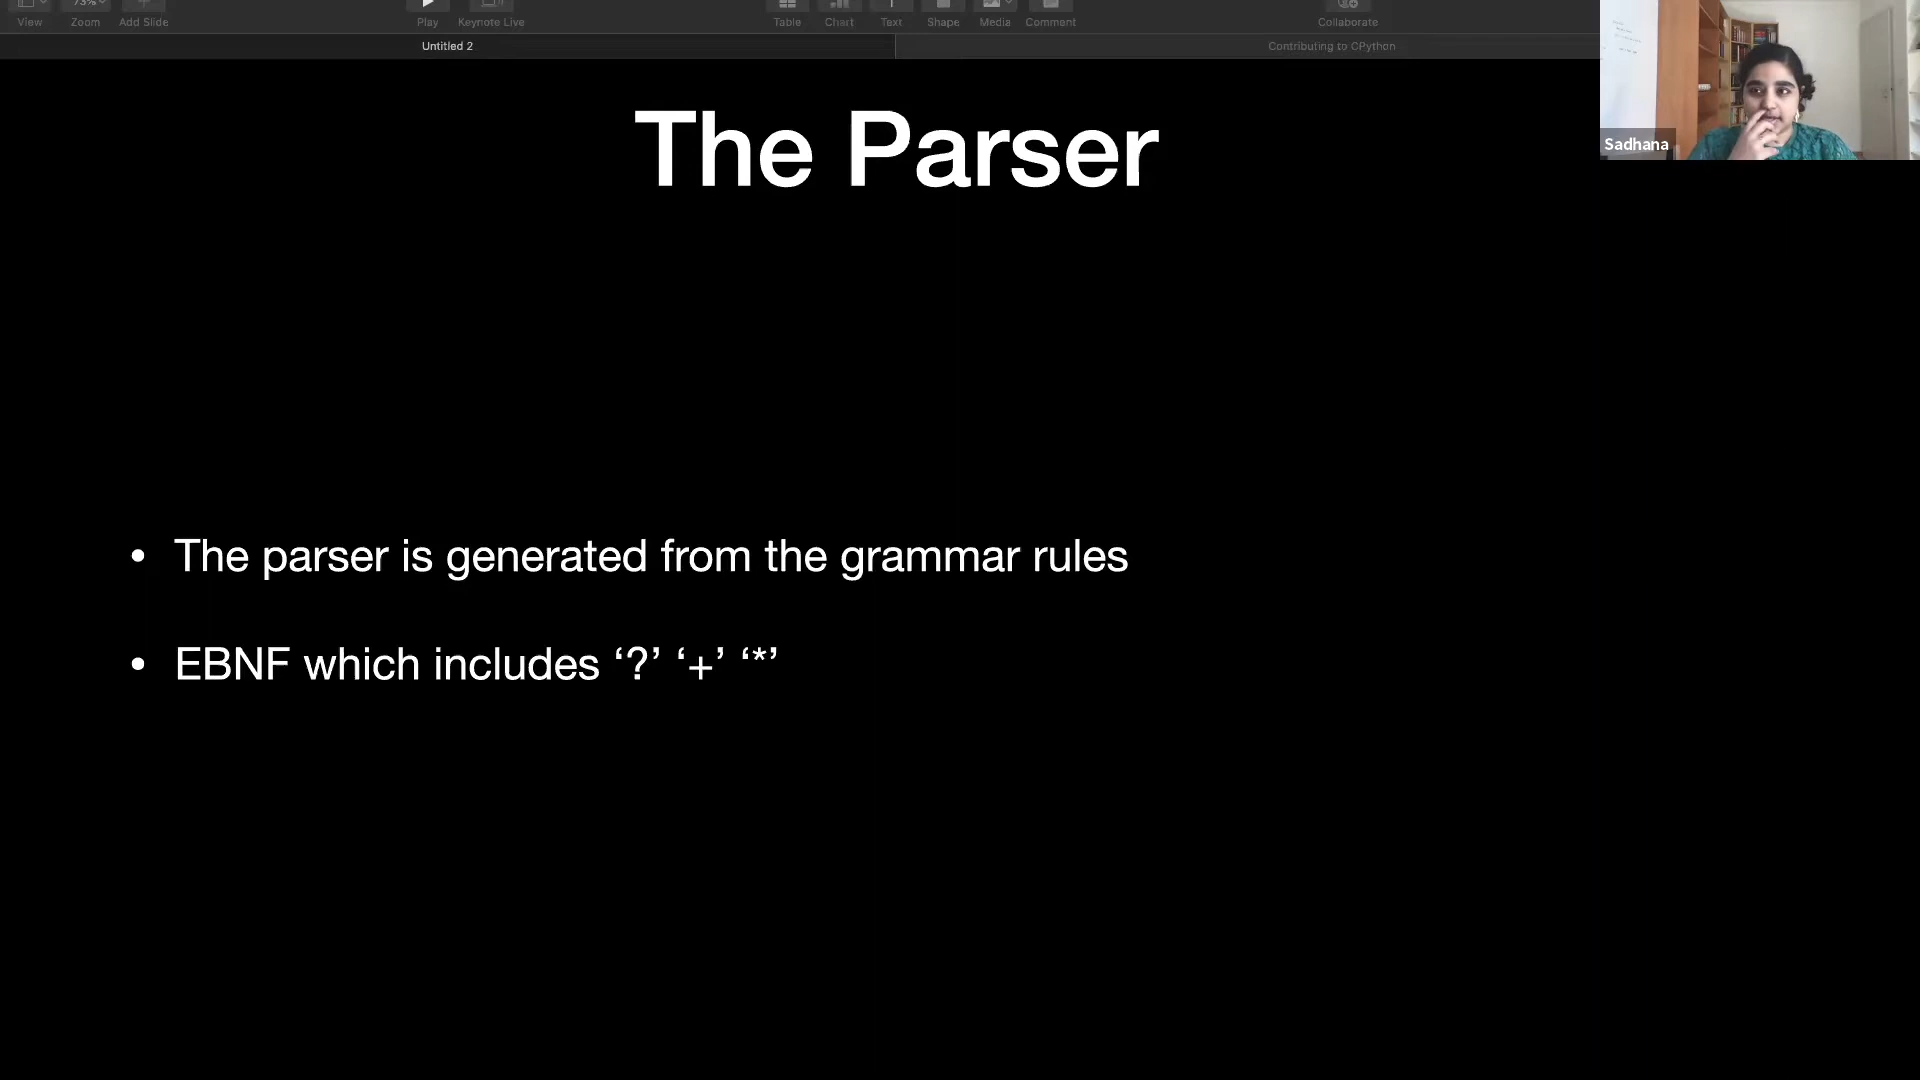 73%
View
Zoom
Add Slide
Play
Keynote Live
Table
Chart
Text
Shape
Media
Comment
Collaborate
Untitled 2
Contributing to CPython
Sadhana
The Parser
• The parser is generated from the grammar rules
• EBNF which includes ‘?’ ‘+’ ‘*’